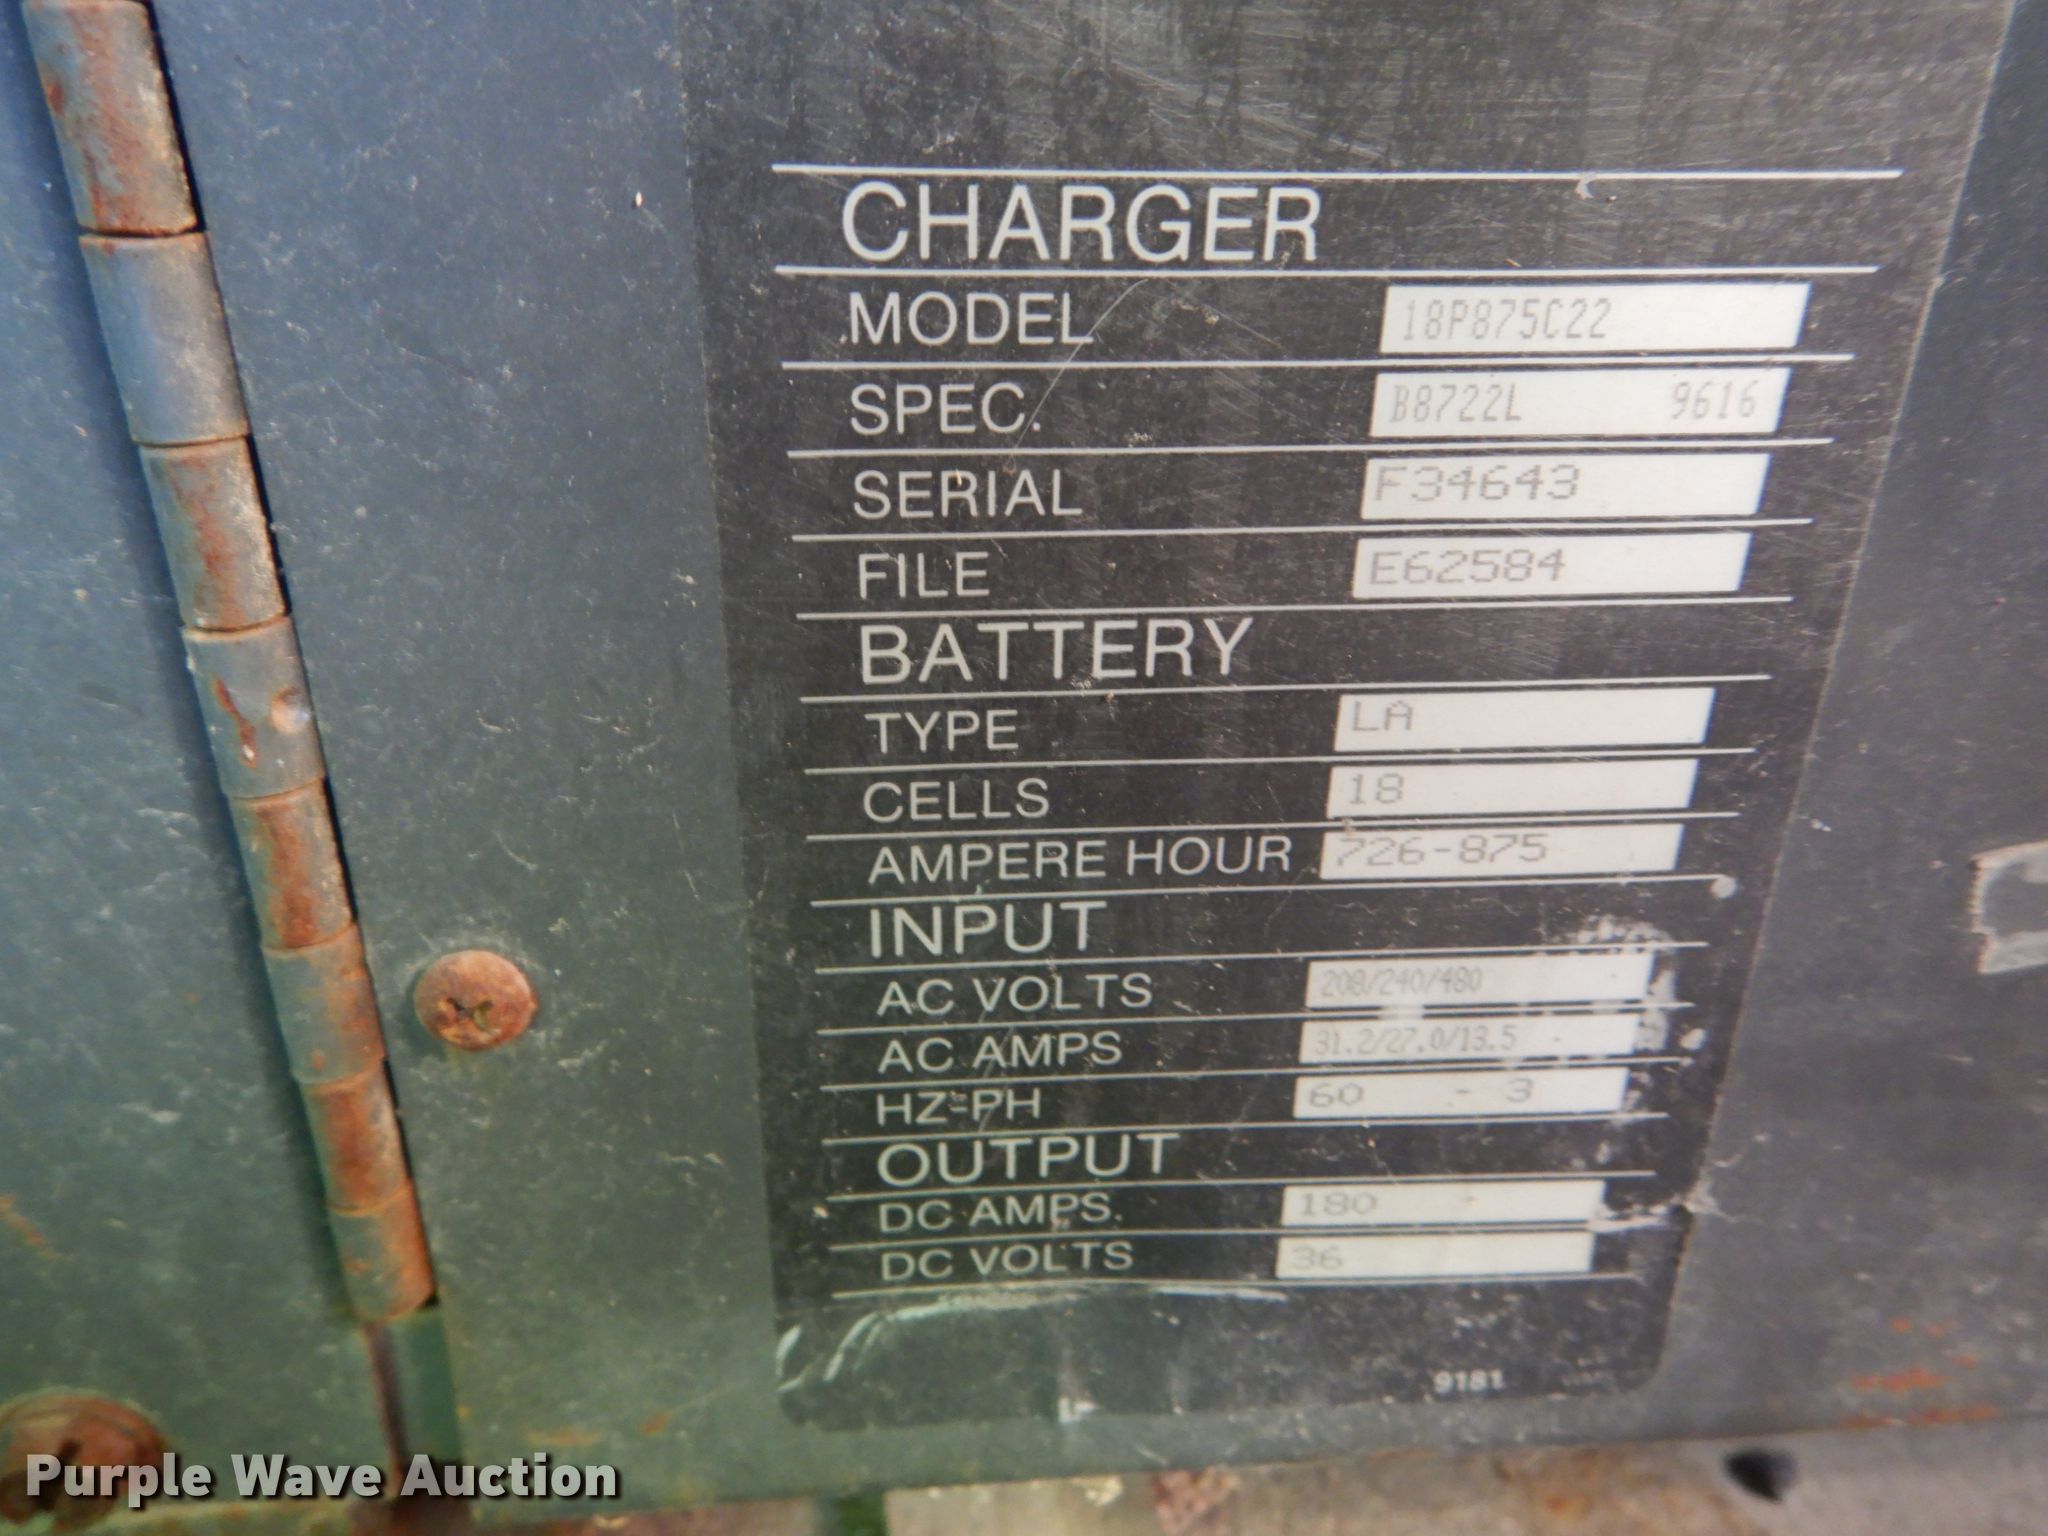 CHARGER
MODEL 18P875C22
SPEC. B8722L 9616
SERIAL F34643
FILE E62584
BATTERY
TYPE LA
CELLS 18
AMPERE HOUR 726-875
INPUT
AC VOLTS 208/240/480
AC AMPS 31.2/27.0/13.5
HZ-PH 60 - 3
OUTPUT
DC AMPS. 180
DC VOLTS 36
9181
Purple Wave Auction